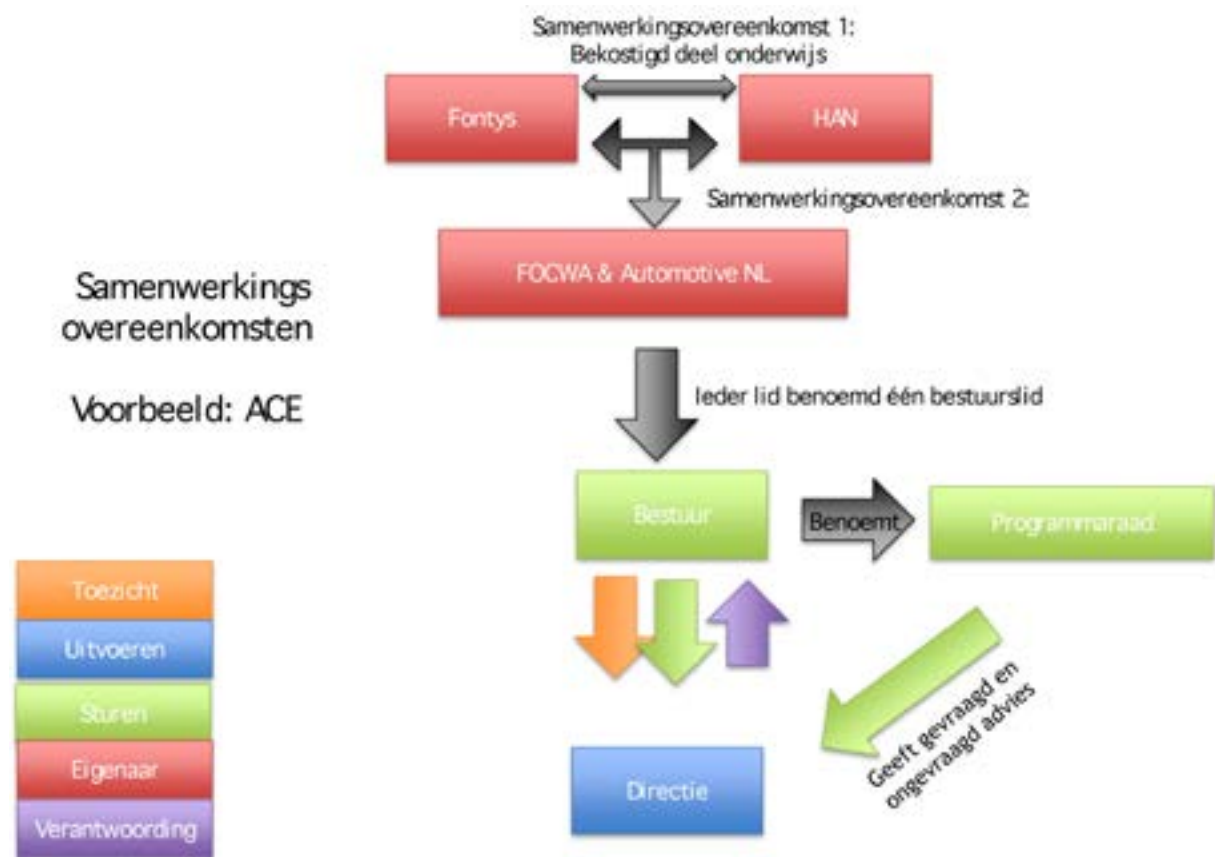 Samenwerkingsovereenkomst 1:
Bekostigd deel onderwijs
Fontys
HAN
Samenwerkingsovereenkomst 2:
FOCWA & Automotive NL
Samenwerkings
overeenkomsten
Voorbeeld: ACE
Ieder lid benoemd één bestuurslid
Bestuur
Benoemt
Programmaraad
Toezicht
Uitvoeren
Sturen
Eigenaar
Verantwoording
Geeft gevraagd en
ongevraagd advies
Directie